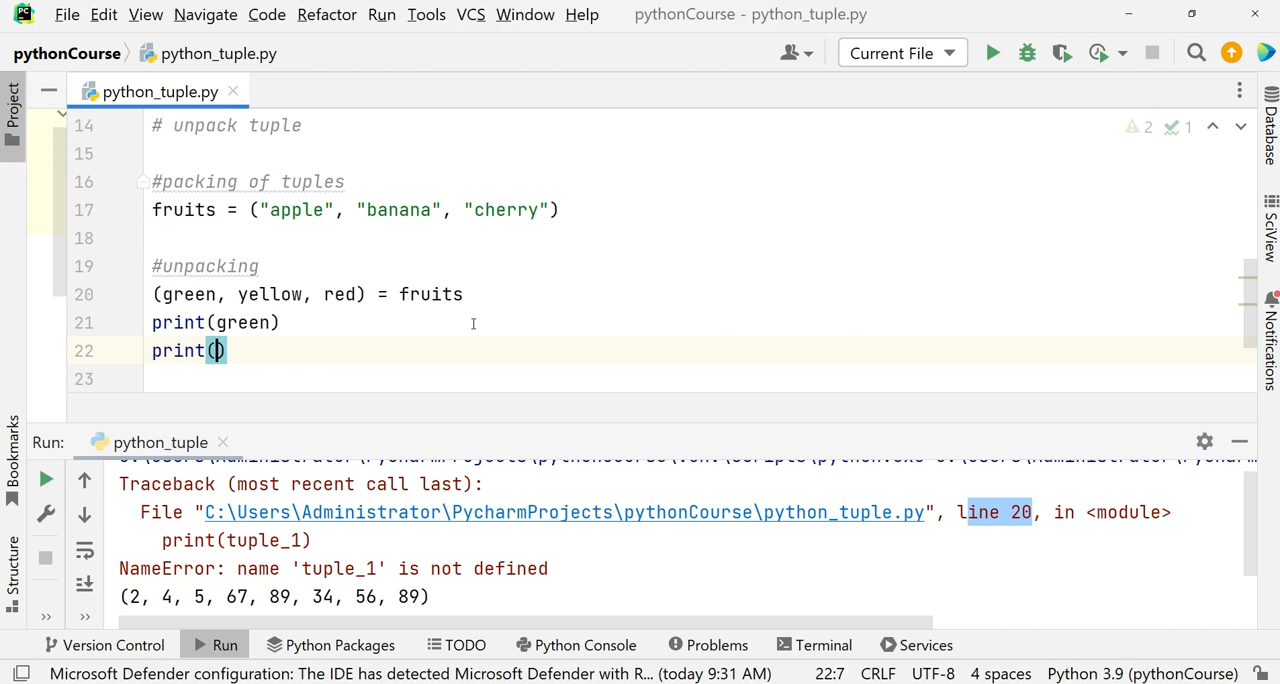 PC File Edit View Navigate Code Refactor Run Tools VCS Window Help pythonCourse - python_tuple.py
pythonCourse python_tuple.py Current File
Project
python_tuple.py
14 # unpack tuple
2 1
15
16 #packing of tuples
17 fruits = ("apple", "banana", "cherry")
18
19 #unpacking
20 (green, yellow, red) = fruits
21 print(green)
22 print()
23
Database
SciView
Notifications
Bookmarks
Structure
Run: python_tuple
Traceback (most recent call last):
File "C:\Users\Administrator\PycharmProjects\pythonCourse\python_tuple.py", line 20, in <module>
print(tuple_1)
NameError: name 'tuple_1' is not defined
(2, 4, 5, 67, 89, 34, 56, 89)
Version Control Run Python Packages TODO Python Console Problems Terminal Services
Microsoft Defender configuration: The IDE has detected Microsoft Defender with R... (today 9:31 AM) 22:7 CRLF UTF-8 4 spaces Python 3.9 (pythonCourse)